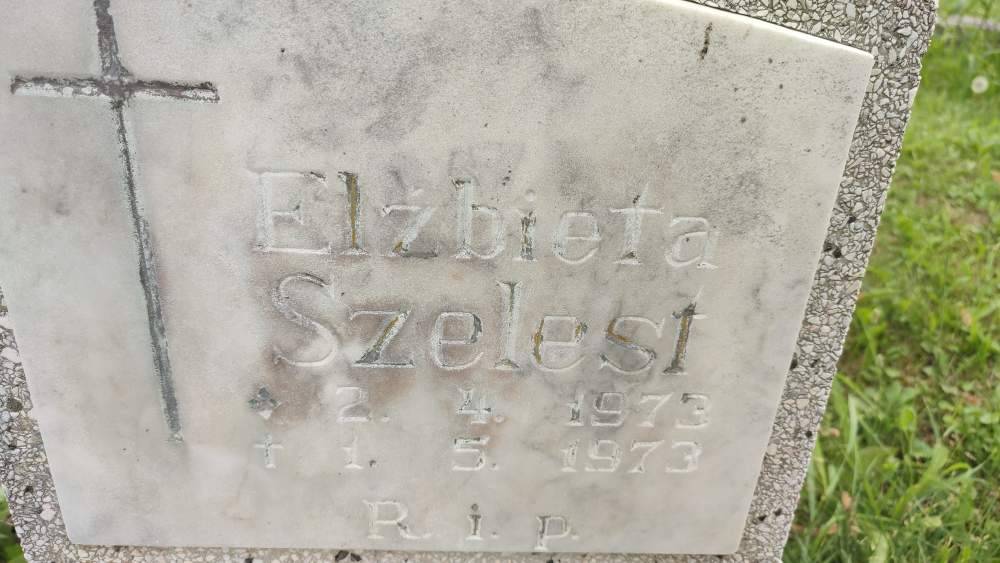 Elżbieta
Szelest
* 2. 4. 1973
† 1. 5. 1973
R. i. p.